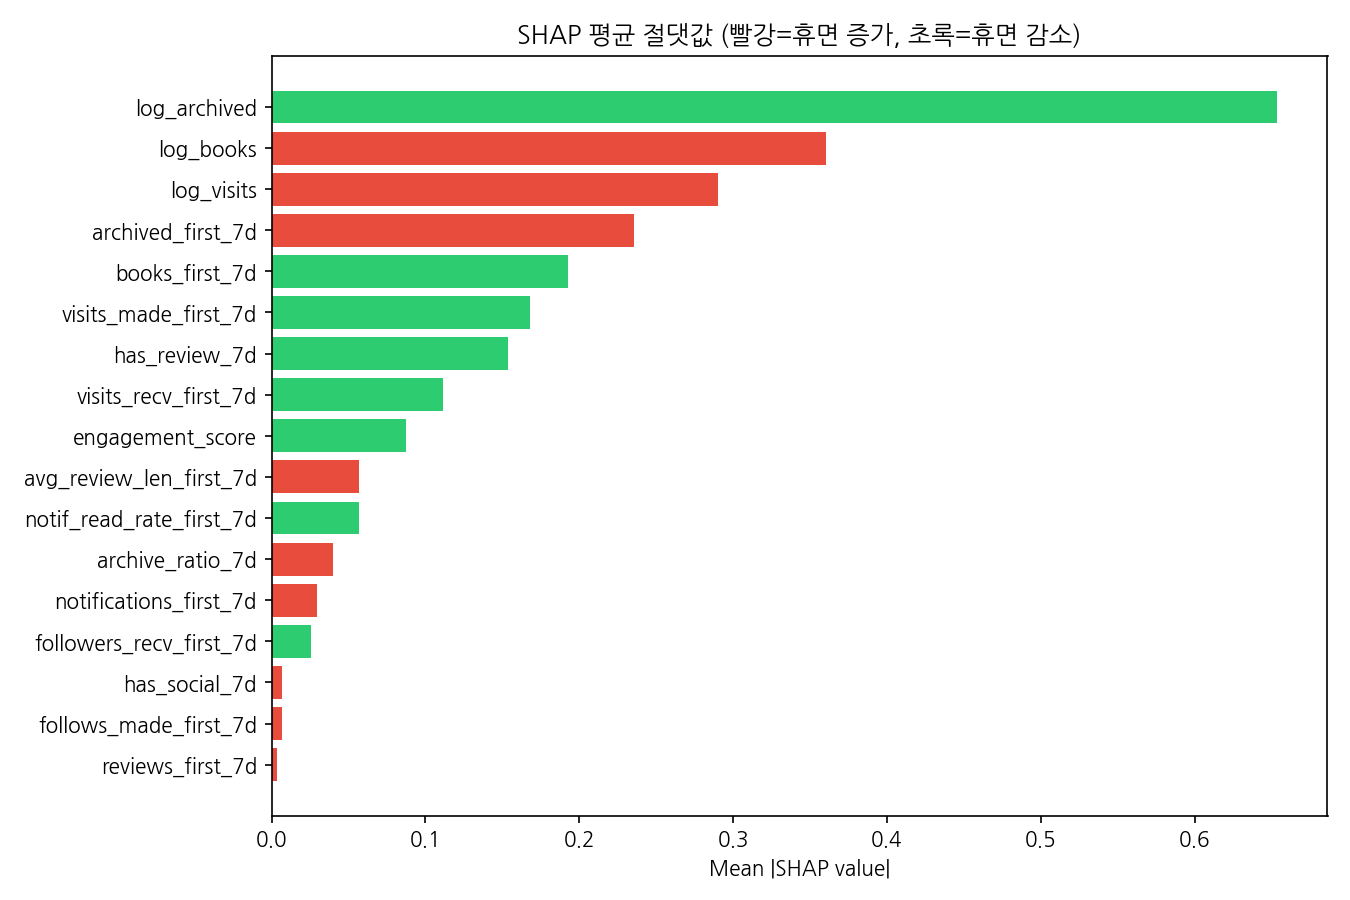 SHAP 평균 절댓값 (빨강=휴면 증가, 초록=휴면 감소)
log_archived
log_books
log_visits
archived_first_7d
books_first_7d
visits_made_first_7d
has_review_7d
visits_recv_first_7d
engagement_score
avg_review_len_first_7d
notif_read_rate_first_7d
archive_ratio_7d
notifications_first_7d
followers_recv_first_7d
has_social_7d
follows_made_first_7d
reviews_first_7d
0.0 0.1 0.2 0.3 0.4 0.5 0.6
Mean |SHAP value|